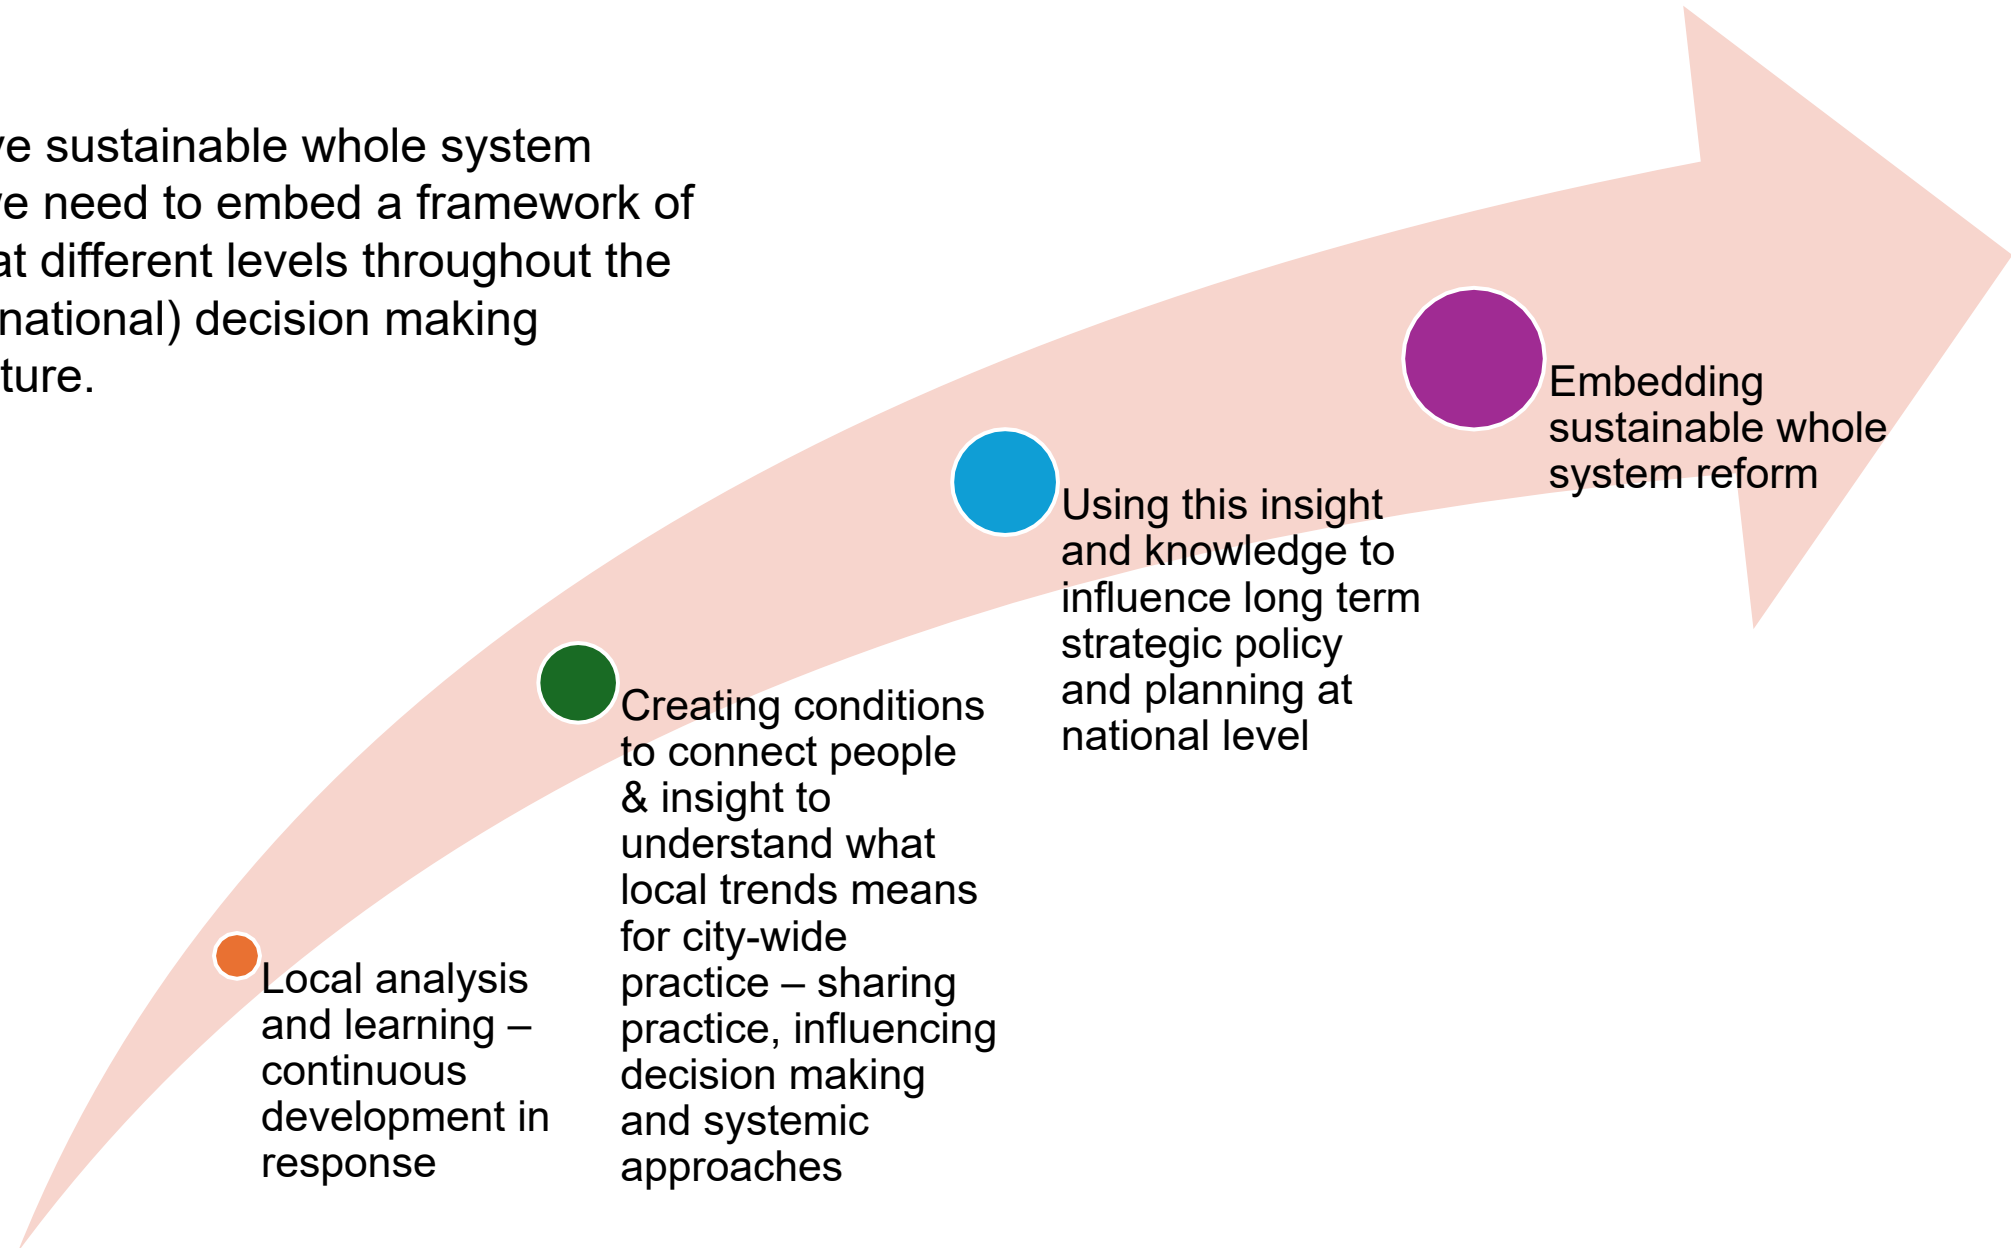 sustainable whole system
need to embed a framework of
at different levels throughout the
national) decision making
Embedding
sustainable whole
system reform
Using this insight
and knowledge to
influence long term
strategic policy
and planning at
national level
Creating conditions
to connect people
& insight to
understand what
local trends means
for city-wide
practice – sharing
practice, influencing
decision making
and systemic
approaches
Local analysis
and learning –
continuous
development in
response